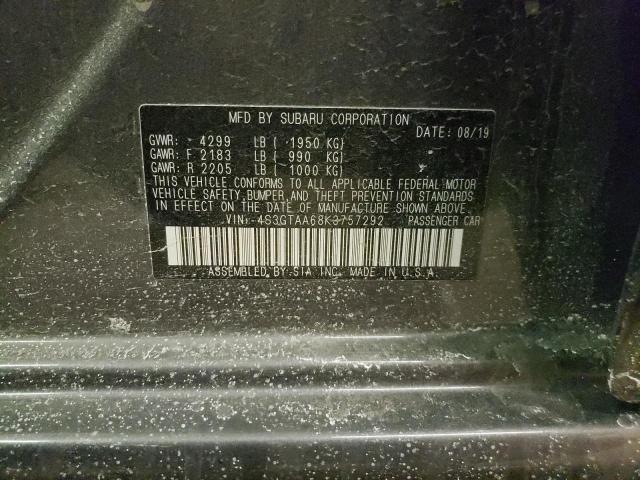 MFD BY SUBARU CORPORATION
DATE: 08/19
GVWR: 4299 LB ( 1950 KG)
GAWR: F 2183 LB ( 990 KG)
GAWR: R 2205 LB ( 1000 KG)
THIS VEHICLE CONFORMS TO ALL APPLICABLE FEDERAL MOTOR
VEHICLE SAFETY, BUMPER, AND THEFT PREVENTION STANDARDS
IN EFFECT ON THE DATE OF MANUFACTURE SHOWN ABOVE.
VIN: 4S3GTAA68K3757292 PASSENGER CAR
ASSEMBLED BY SIA INC. MADE IN U.S.A.